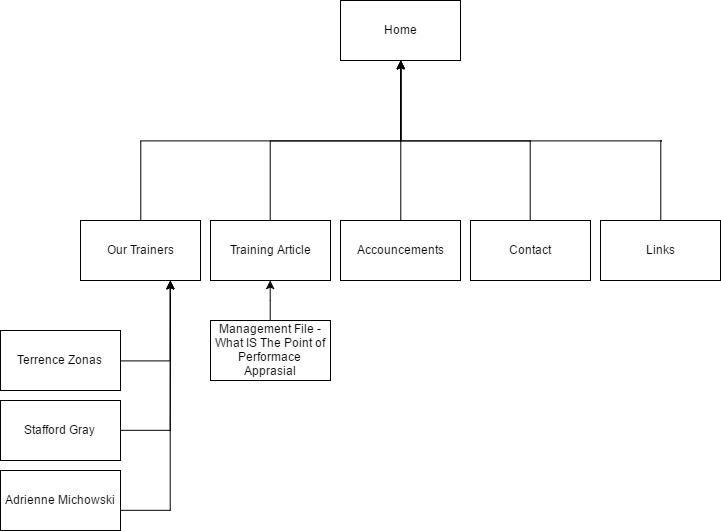 Home
Our Trainers
Training Article
Accouncements
Contact
Links
Management File -
What IS The Point of
Performace
Apprasial
Terrence Zonas
Stafford Gray
Adrienne Michowski